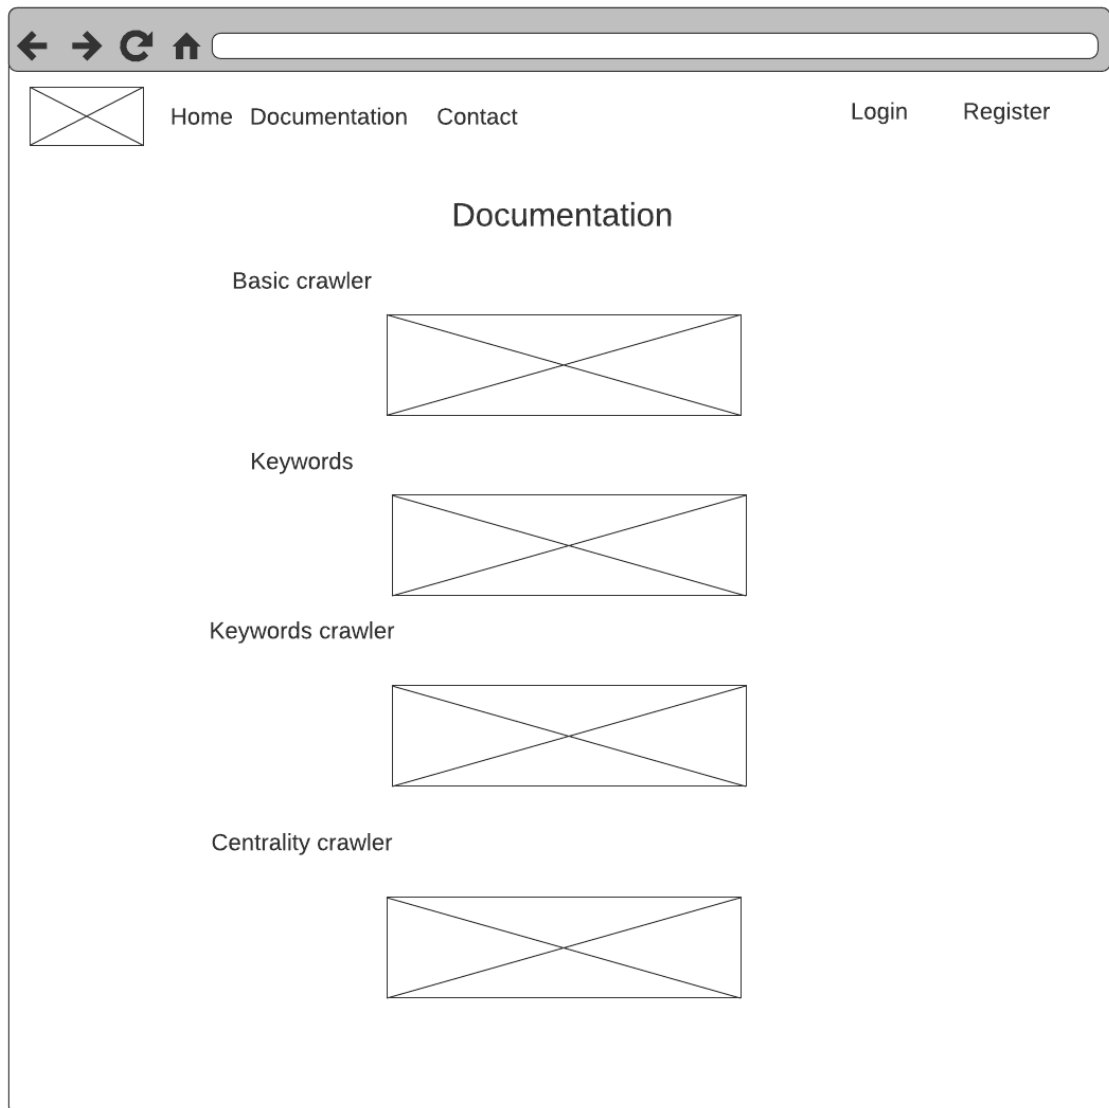 Home Documentation Contact Login Register
Documentation
Basic crawler
Keywords
Keywords crawler
Centrality crawler